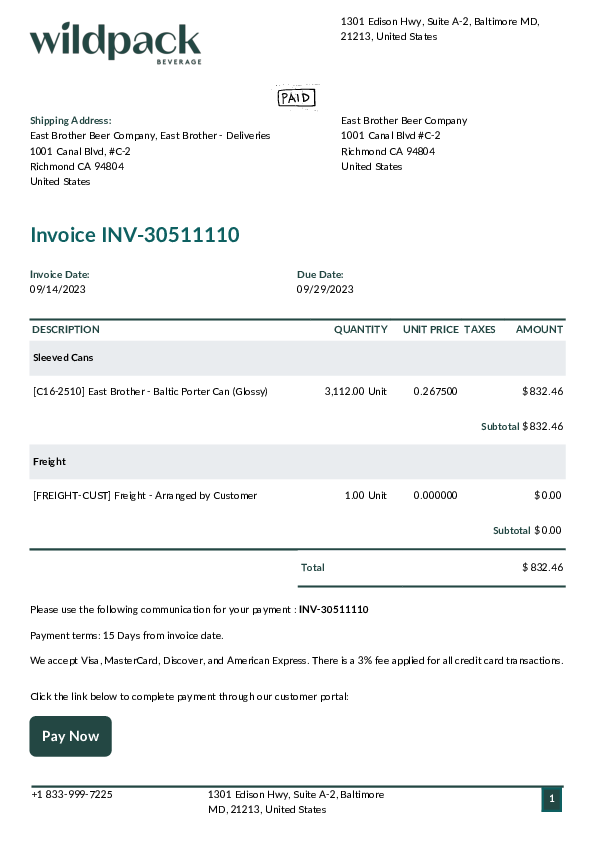 wildpack
BEVERAGE
1301 Edison Hwy, Suite A-2, Baltimore MD,
21213, United States
PAID
Shipping Address:
East Brother Beer Company, East Brother - Deliveries
1001 Canal Blvd, #C-2
Richmond CA 94804
United States
East Brother Beer Company
1001 Canal Blvd #C-2
Richmond CA 94804
United States
Invoice INV-30511110
Invoice Date:
09/14/2023
Due Date:
09/29/2023
DESCRIPTION QUANTITY UNIT PRICE TAXES AMOUNT
Sleeved Cans
[C16-2510] East Brother - Baltic Porter Can (Glossy) 3,112.00 Unit 0.267500 $ 832.46
Subtotal $ 832.46
Freight
[FREIGHT-CUST] Freight - Arranged by Customer 1.00 Unit 0.000000 $ 0.00
Subtotal $ 0.00
Total $ 832.46
Please use the following communication for your payment : INV-30511110
Payment terms: 15 Days from invoice date.
We accept Visa, MasterCard, Discover, and American Express. There is a 3% fee applied for all credit card transactions.
Click the link below to complete payment through our customer portal:
Pay Now
+1 833-999-7225
1301 Edison Hwy, Suite A-2, Baltimore
MD, 21213, United States
1